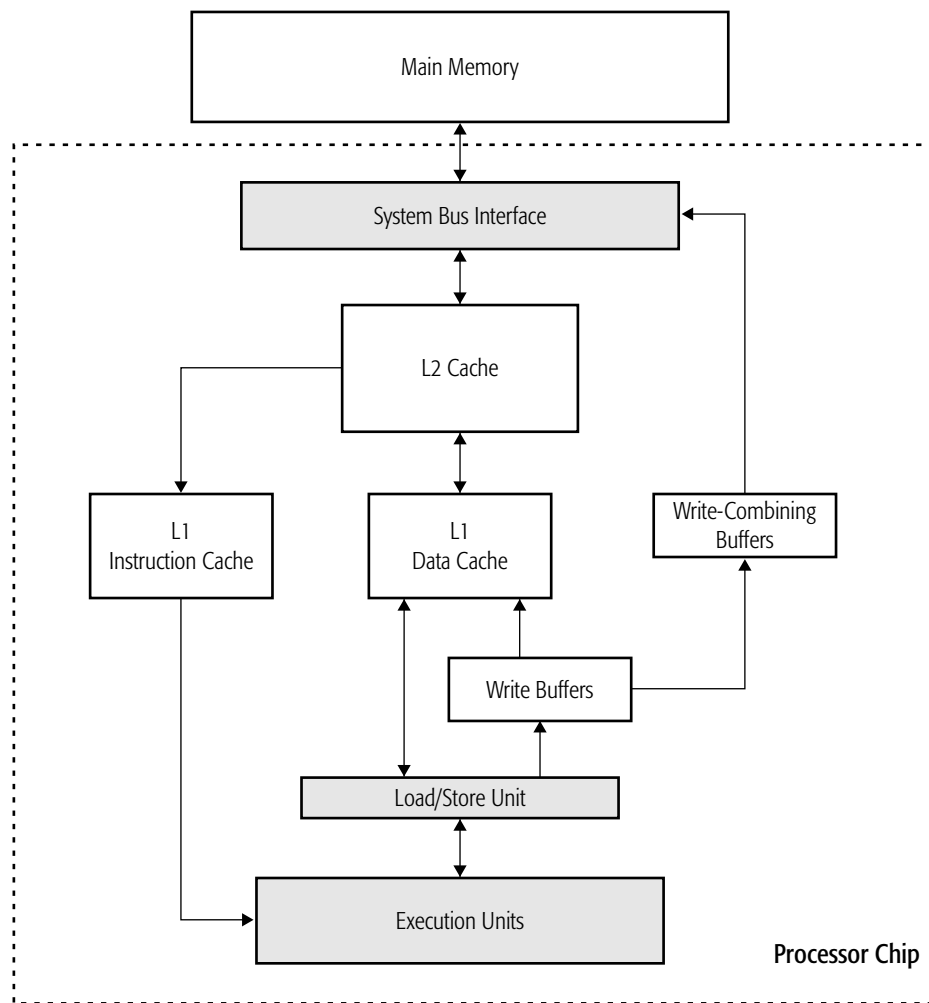 Main Memory
System Bus Interface
L2 Cache
L1
Instruction Cache
L1
Data Cache
Write-Combining
Buffers
Write Buffers
Load/Store Unit
Execution Units
Processor Chip